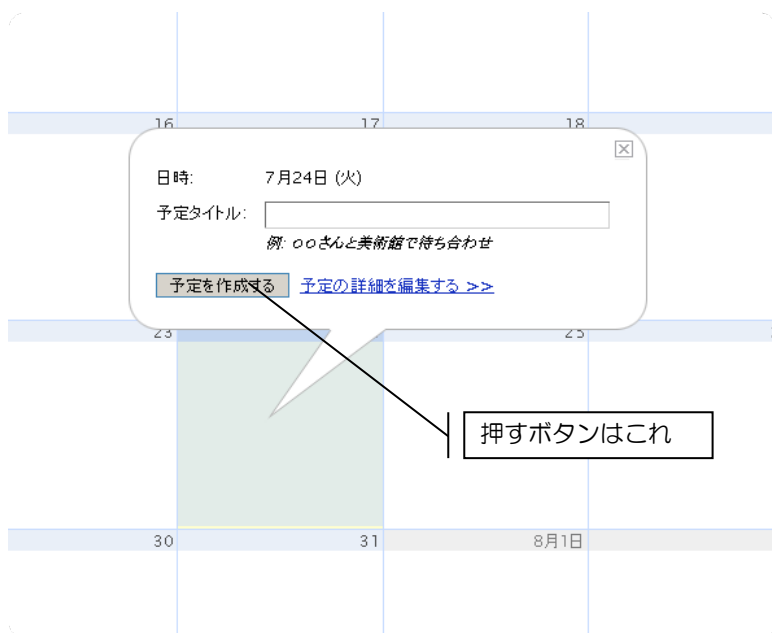 16 17 18
日時: 7月24日 (火)
予定タイトル:
例: ○○さんと美術館で待ち合わせ
予定を作成する 予定の詳細を編集する >>
23 25
押すボタンはこれ
30 31 8月1日